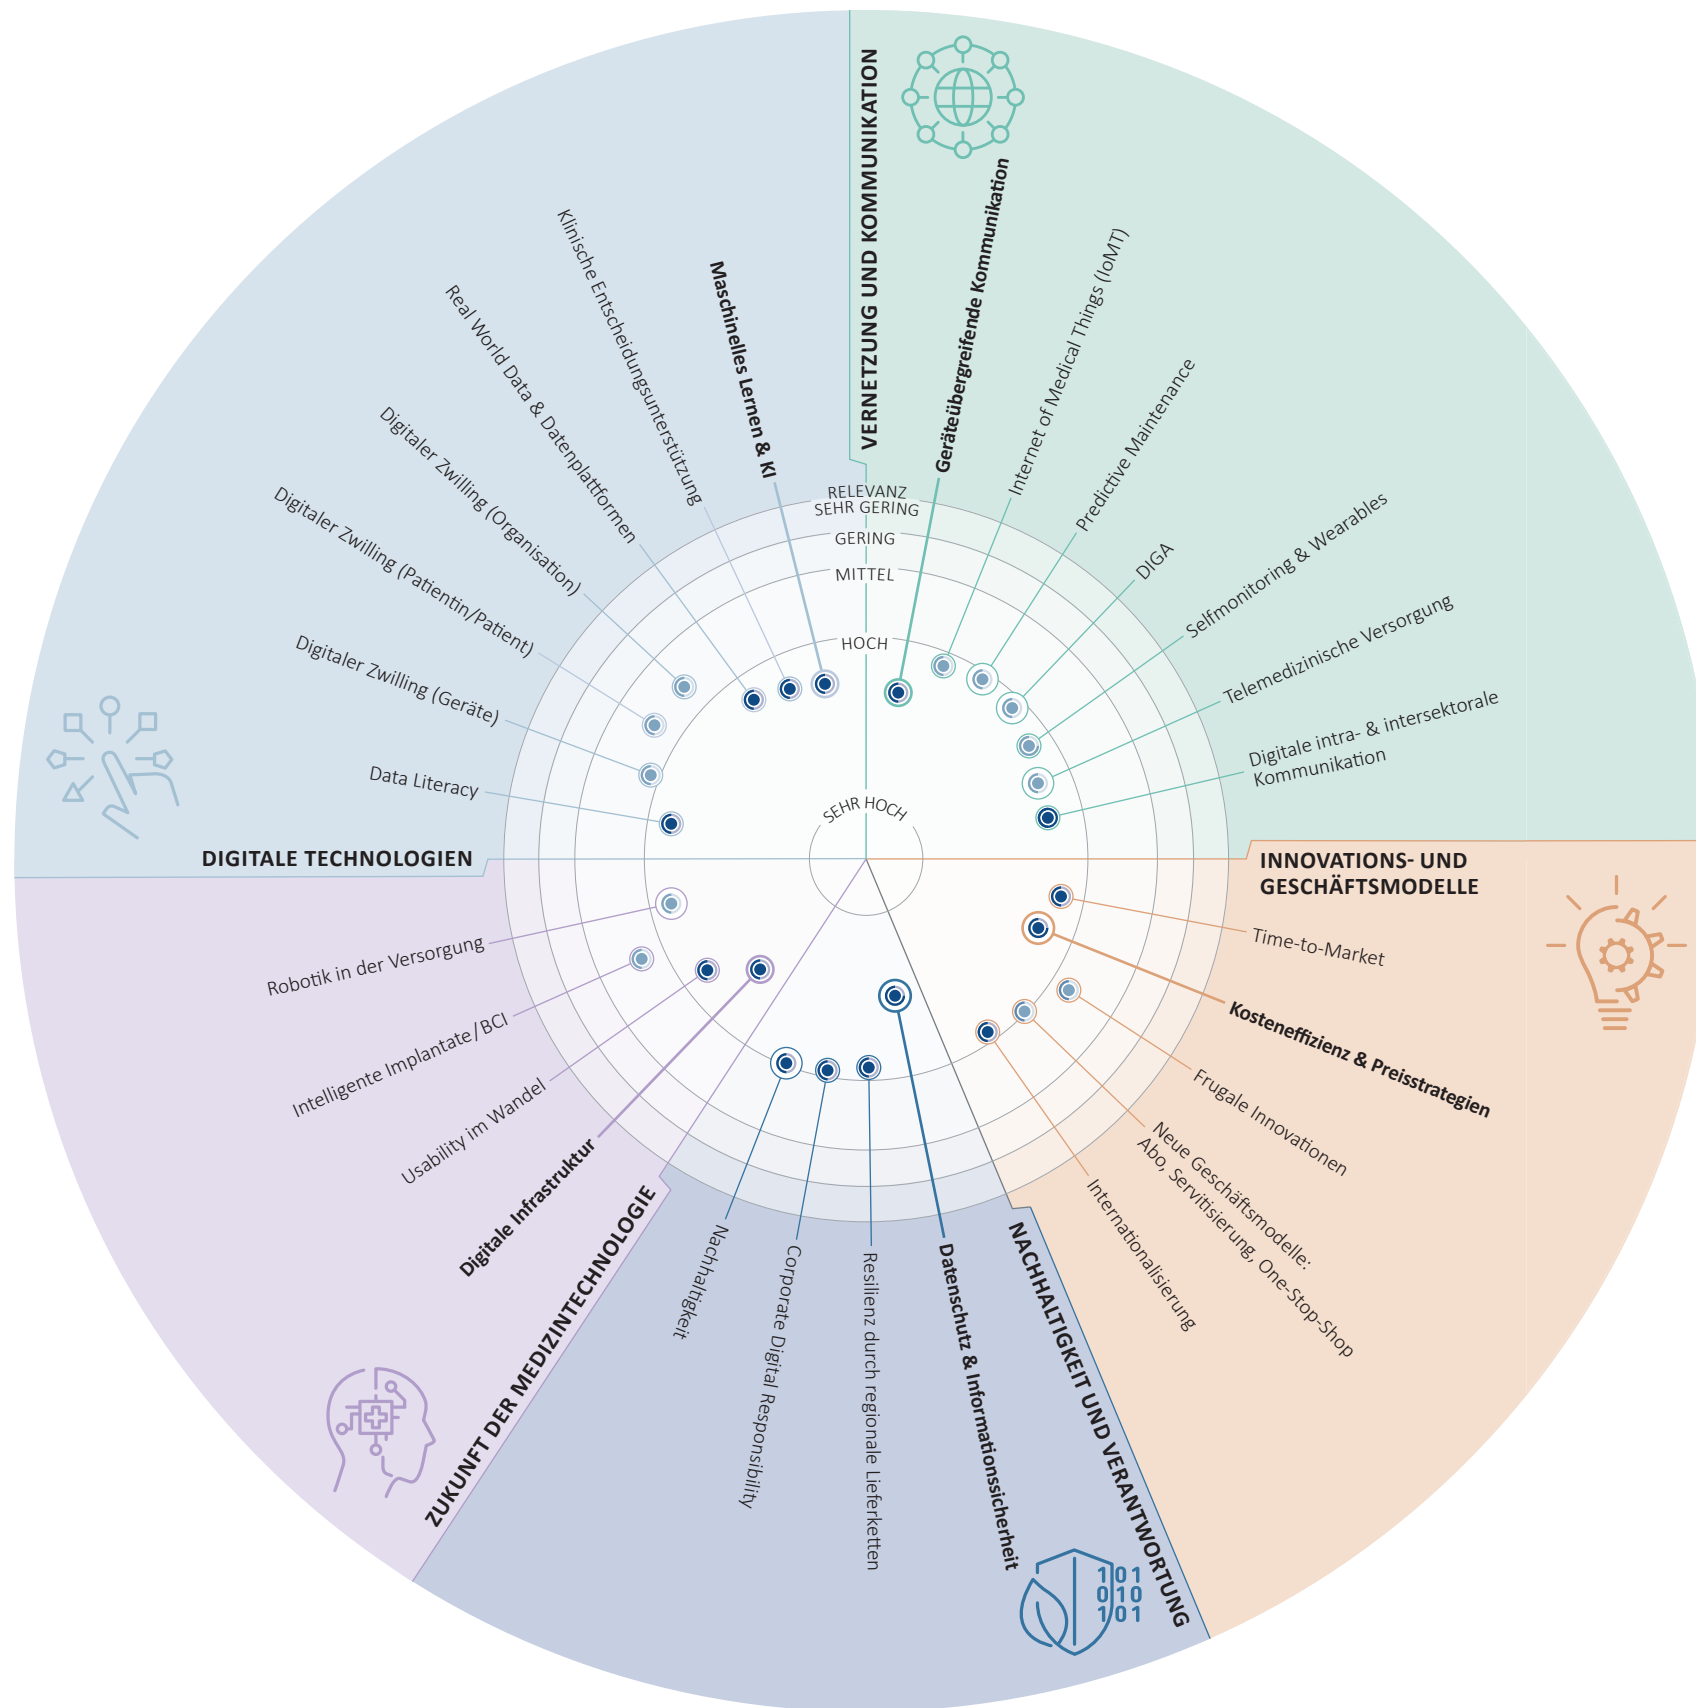 VERNETZUNG UND KOMMUNIKATION
Geräteübergreifende Kommunikation
Internet of Medical Things (IoMT)
Predictive Maintenance
DIGA
Selfmonitoring & Wearables
Telemedizinische Versorgung
Digitale intra- & intersektorale
Kommunikation
INNOVATIONS- UND
GESCHÄFTSMODELLE
Time-to-Market
Kosteneffizienz & Preisstrategien
Frugale Innovationen
Neue Geschäftsmodelle:
Abo, Servitisierung, One-Stop-Shop
Internationalisierung
NACHHALTIGKEIT UND VERANTWORTUNG
Datenschutz & Informationssicherheit
Resilienz durch regionale Lieferketten
Corporate Digital Responsibility
Nachhaltigkeit
101
010
101
ZUKUNFT DER MEDIZINTECHNOLOGIE
Digitale Infrastruktur
Usability im Wandel
Intelligente Implantate/BCI
Robotik in der Versorgung
DIGITALE TECHNOLOGIEN
Data Literacy
Digitaler Zwilling (Geräte)
Digitaler Zwilling (Patientin/Patient)
Digitaler Zwilling (Organisation)
Real World Data & Datenplattformen
Klinische Entscheidungsunterstützung
Maschinelles Lernen & KI
RELEVANZ
SEHR GERING
GERING
MITTEL
HOCH
SEHR HOCH